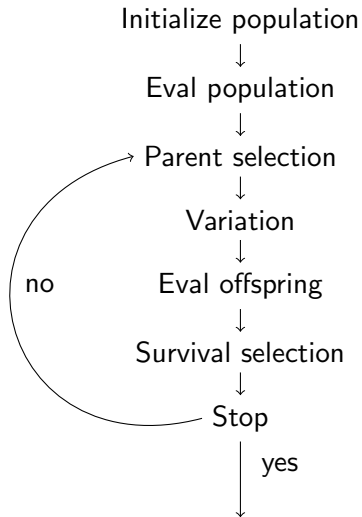 Initialize population
Eval population
Parent selection
Variation
no
Eval offspring
Survival selection
Stop
yes